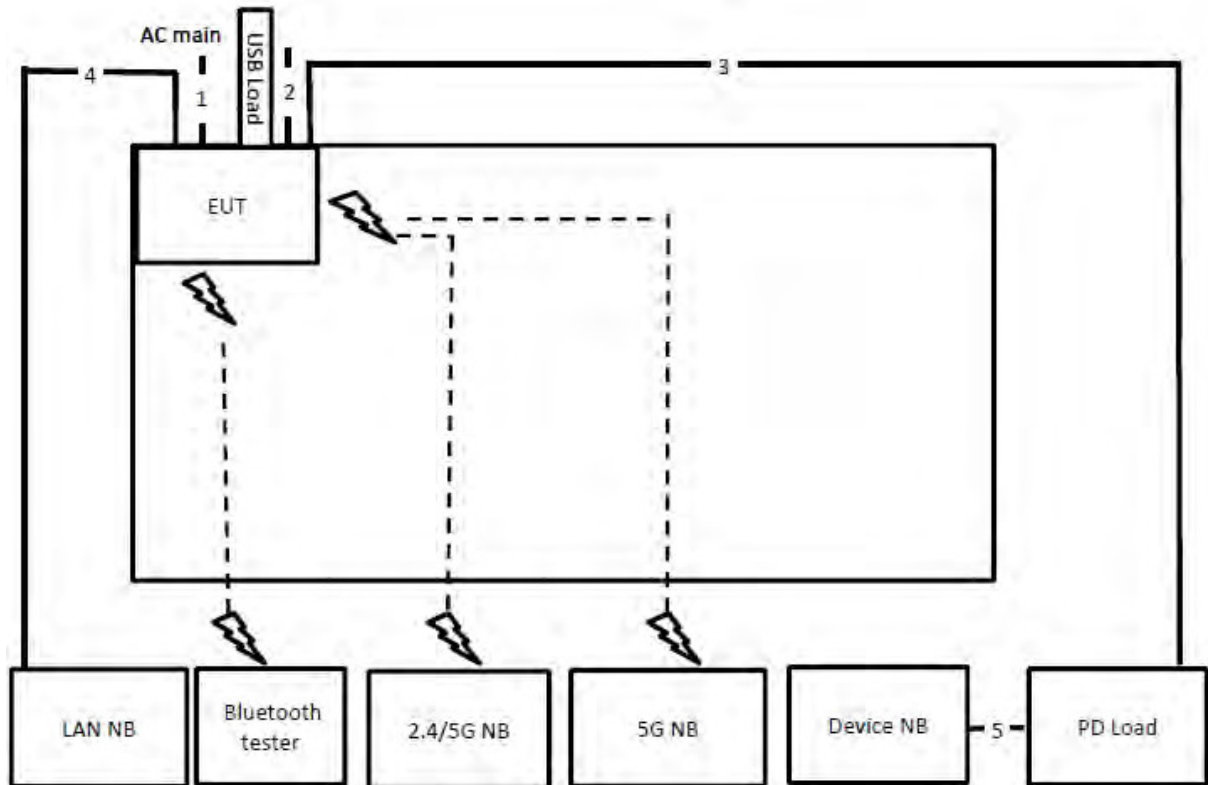 AC main
USB Load
4
3
1
2
EUT
LAN NB
Bluetooth
tester
2.4/5G NB
5G NB
Device NB
5
PD Load